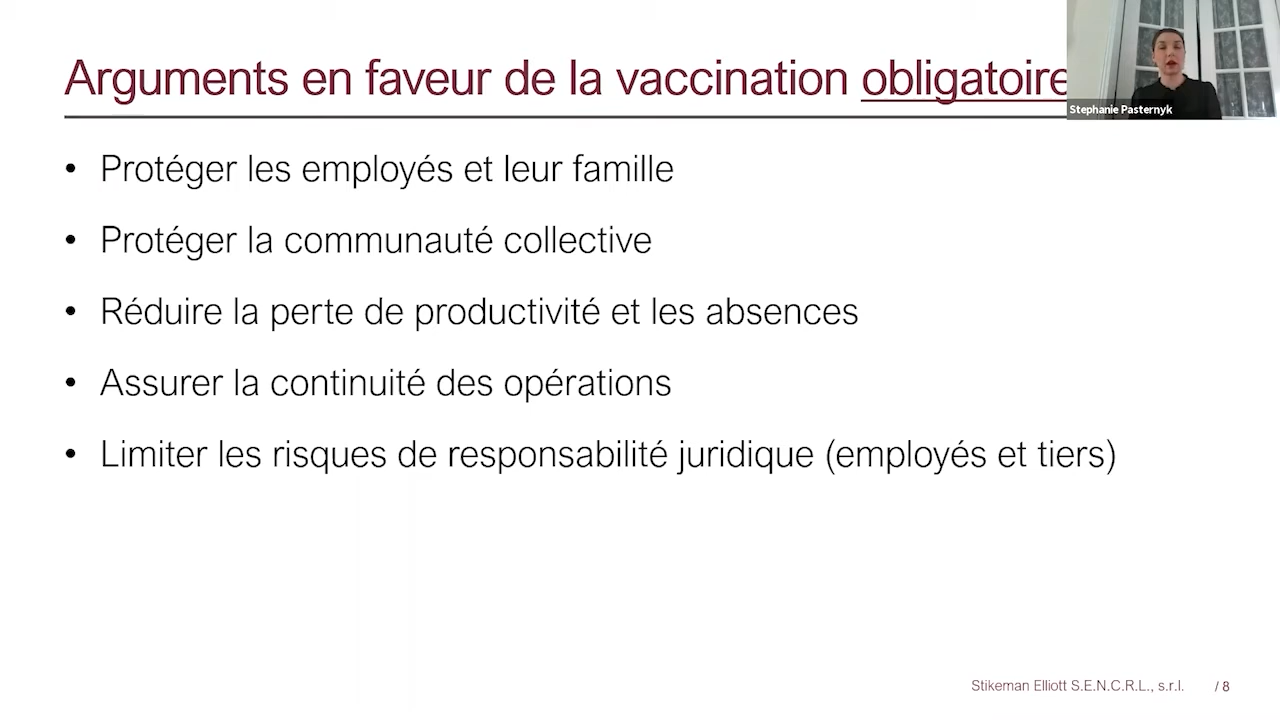 Arguments en faveur de la vaccination obligatoire
Stephanie Pasternyk
• Protéger les employés et leur famille
• Protéger la communauté collective
• Réduire la perte de productivité et les absences
• Assurer la continuité des opérations
• Limiter les risques de responsabilité juridique (employés et tiers)
Stikeman Elliott S.E.N.C.R.L., s.r.l. / 8